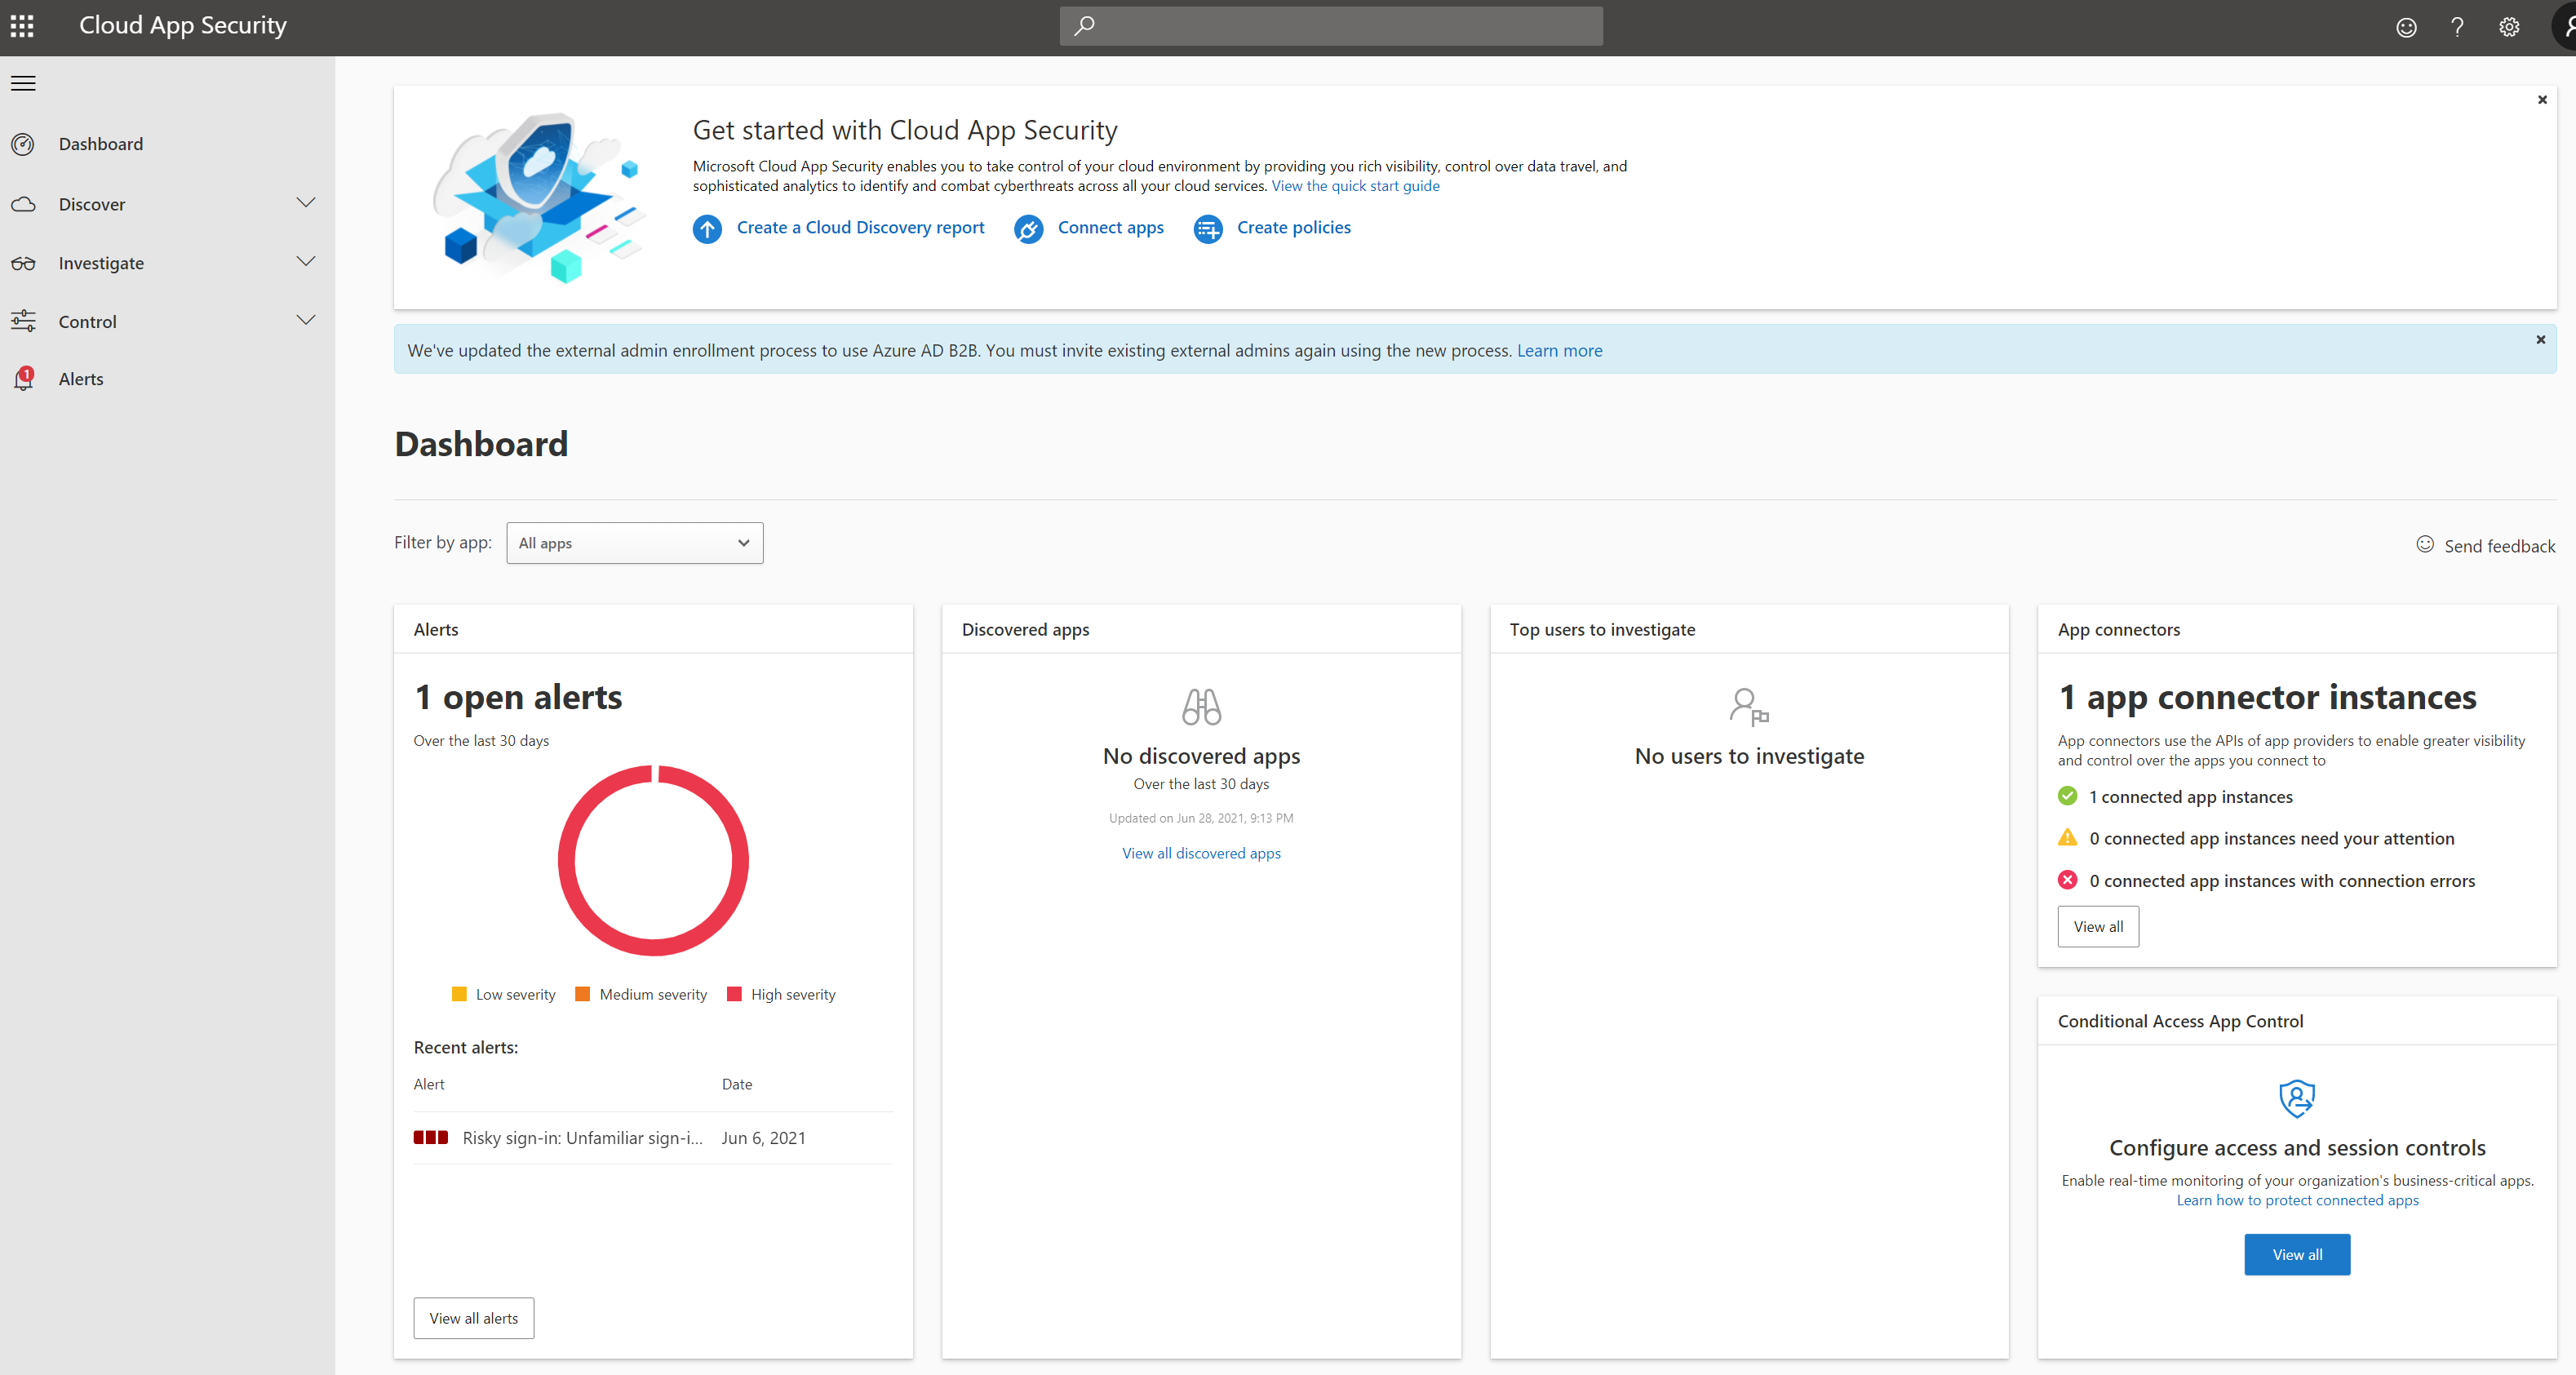 Cloud App Security
Dashboard
Discover
Investigate
Control
1
Alerts
Get started with Cloud App Security
Microsoft Cloud App Security enables you to take control of your cloud environment by providing you rich visibility, control over data travel, and
sophisticated analytics to identify and combat cyberthreats across all your cloud services. View the quick start guide
Create a Cloud Discovery report
Connect apps
Create policies
We've updated the external admin enrollment process to use Azure AD B2B. You must invite existing external admins again using the new process. Learn more
Dashboard
Filter by app:
All apps
Send feedback
Alerts
1 open alerts
Over the last 30 days
Low severity
Medium severity
High severity
Recent alerts:
Alert Date
Risky sign-in: Unfamiliar sign-i... Jun 6, 2021
View all alerts
Discovered apps
No discovered apps
Over the last 30 days
Updated on Jun 28, 2021, 9:13 PM
View all discovered apps
Top users to investigate
No users to investigate
App connectors
1 app connector instances
App connectors use the APIs of app providers to enable greater visibility
and control over the apps you connect to
1 connected app instances
0 connected app instances need your attention
0 connected app instances with connection errors
View all
Conditional Access App Control
Configure access and session controls
Enable real-time monitoring of your organization's business-critical apps.
Learn how to protect connected apps
View all